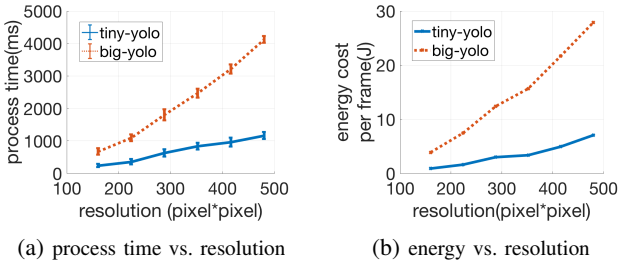 5000
4000
3000
2000
1000
0
process time(ms)
tiny-yolo
big-yolo
100 200 300 400 500
resolution (pixel*pixel)
(a) process time vs. resolution
30
20
10
0
energy cost
per frame(J)
tiny-yolo
big-yolo
100 200 300 400 500
resolution(pixel*pixel)
(b) energy vs. resolution